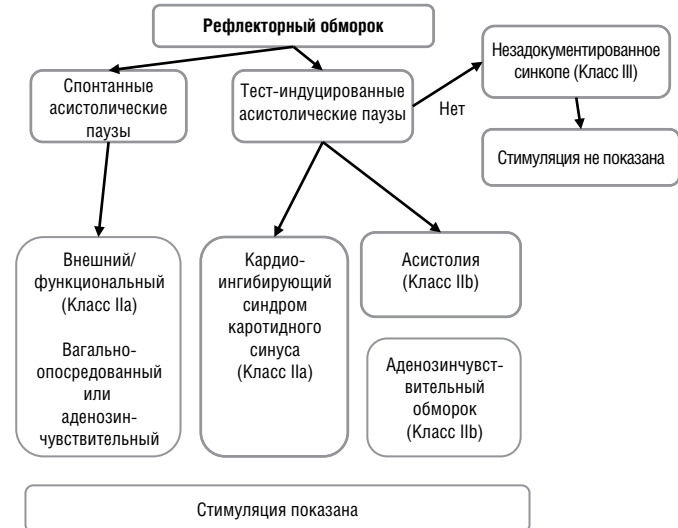 Рефлекторный обморок
Спонтанные
асистолические
паузы
Тест-индуцированные
асистолические паузы
Нет
Незадокументированное
синкопе (Класс III)
Стимуляция не показана
Внешний/
функциональный
(Класс IIa)
Вагально-
опосредованный
или
аденозин-
чувствительный
Кардио-
ингибирующий
синдром
каротидного
синуса
(Класс IIa)
Асистолия
(Класс IIb)
Аденозинчувст-
вительный
обморок
(Класс IIb)
Стимуляция показана